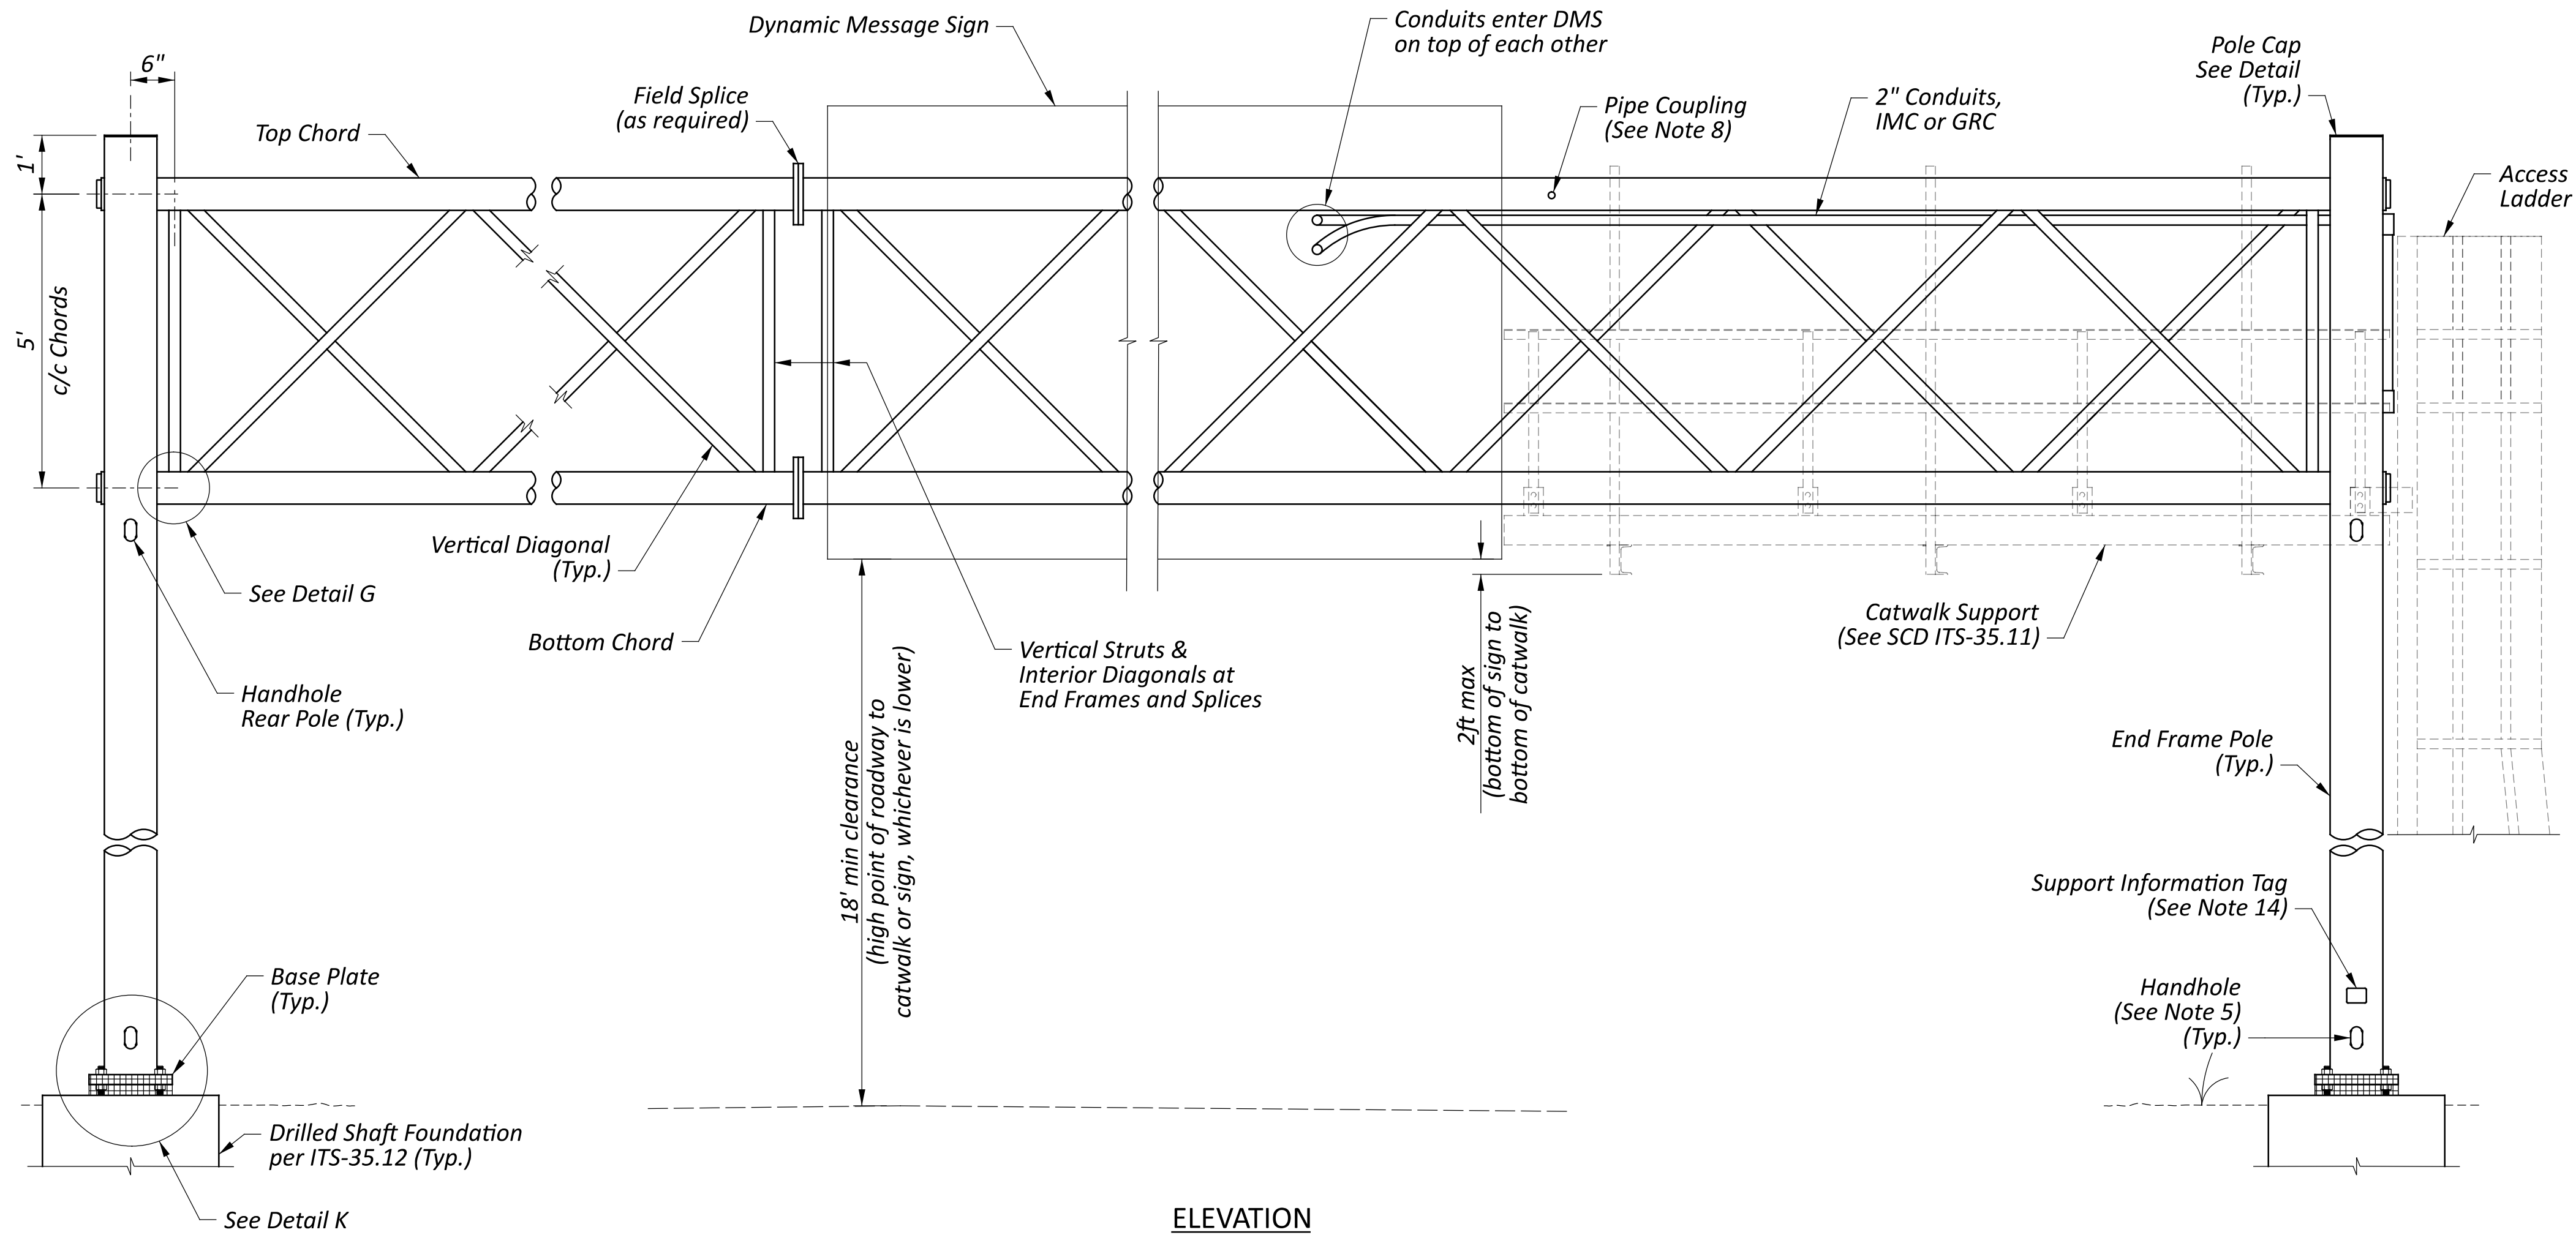 Dynamic Message Sign
Conduits enter DMS
on top of each other
Pole Cap
See Detail
(Typ.)
6"
Field Splice
(as required)
Pipe Coupling
(See Note 8)
2" Conduits,
IMC or GRC
Top Chord
1'
Access
Ladder
5'
c/c Chords
Vertical Diagonal
(Typ.)
See Detail G
Bottom Chord
Vertical Struts &
Interior Diagonals at
End Frames and Splices
Catwalk Support
(See SCD ITS-35.11)
Handhole
Rear Pole (Typ.)
2ft max
(bottom of sign to
bottom of catwalk)
18' min clearance
(high point of roadway to
catwalk or sign, whichever is lower)
End Frame Pole
(Typ.)
Support Information Tag
(See Note 14)
Base Plate
(Typ.)
Handhole
(See Note 5)
(Typ.)
Drilled Shaft Foundation
per ITS-35.12 (Typ.)
See Detail K
ELEVATION